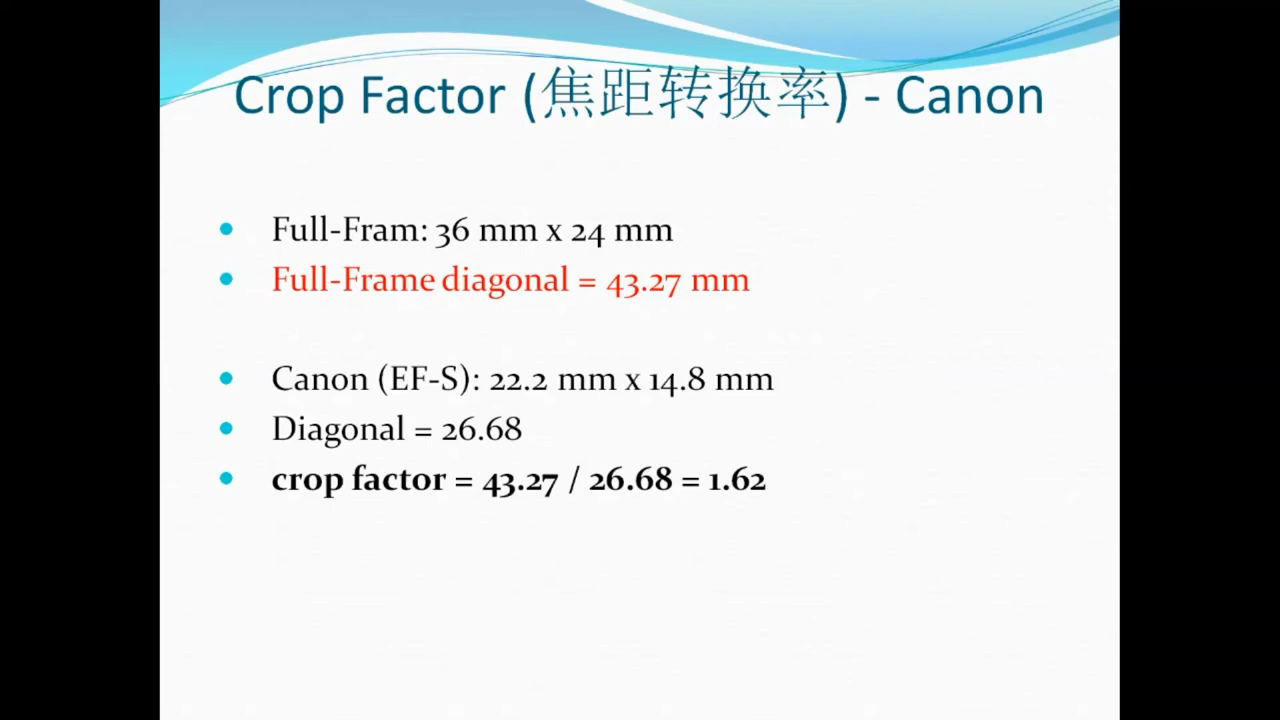 Crop Factor (焦距转换率) - Canon
Full-Fram: 36 mm x 24 mm
Full-Frame diagonal = 43.27 mm
Canon (EF-S): 22.2 mm x 14.8 mm
Diagonal = 26.68
crop factor = 43.27 / 26.68 = 1.62